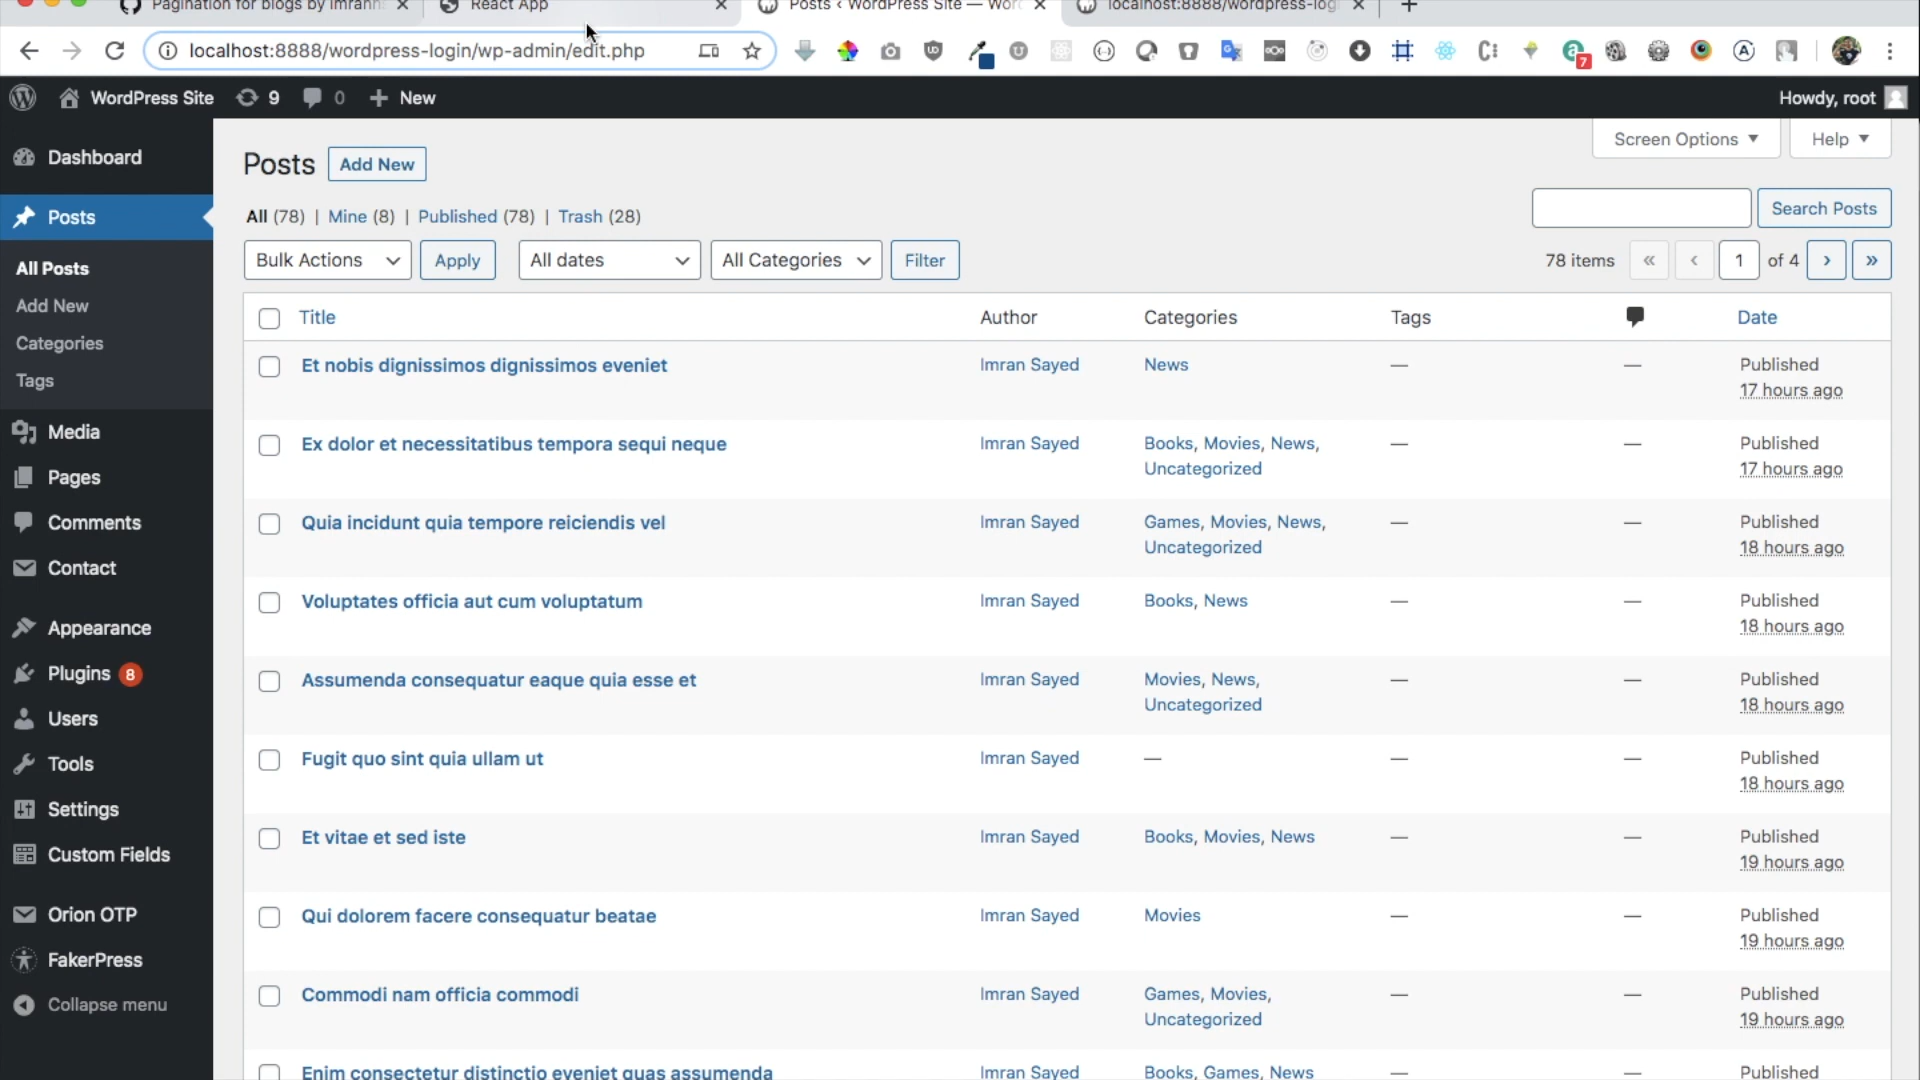 Pagination for blogs by imranh
React App
Posts ‹ WordPress Site — Wor
localhost:8888/wordpress-logi
localhost:8888/wordpress-login/wp-admin/edit.php
7
WordPress Site 9 0 New
Howdy, root
Dashboard
Posts
All Posts
Add New
Categories
Tags
Media
Pages
Comments
Contact
Appearance
Plugins 8
Users
Tools
Settings
Custom Fields
Orion OTP
FakerPress
Collapse menu
Screen Options Help
Posts Add New
All (78) | Mine (8) | Published (78) | Trash (28)
Search Posts
Bulk Actions Apply All dates All Categories Filter
78 items « ‹ 1 of 4 › »
Title Author Categories Tags Date
Et nobis dignissimos dignissimos eveniet Imran Sayed News — — Published
17 hours ago
Ex dolor et necessitatibus tempora sequi neque Imran Sayed Books, Movies, News, — — Published
Uncategorized 17 hours ago
Quia incidunt quia tempore reiciendis vel Imran Sayed Games, Movies, News, — — Published
Uncategorized 18 hours ago
Voluptates officia aut cum voluptatum Imran Sayed Books, News — — Published
18 hours ago
Assumenda consequatur eaque quia esse et Imran Sayed Movies, News, — — Published
Uncategorized 18 hours ago
Fugit quo sint quia ullam ut Imran Sayed — — — Published
18 hours ago
Et vitae et sed iste Imran Sayed Books, Movies, News — — Published
19 hours ago
Qui dolorem facere consequatur beatae Imran Sayed Movies — — Published
19 hours ago
Commodi nam officia commodi Imran Sayed Games, Movies, — — Published
Uncategorized 19 hours ago
Enim consectetur distinctio eveniet quas assumenda Imran Sayed Books, Games, News — — Published